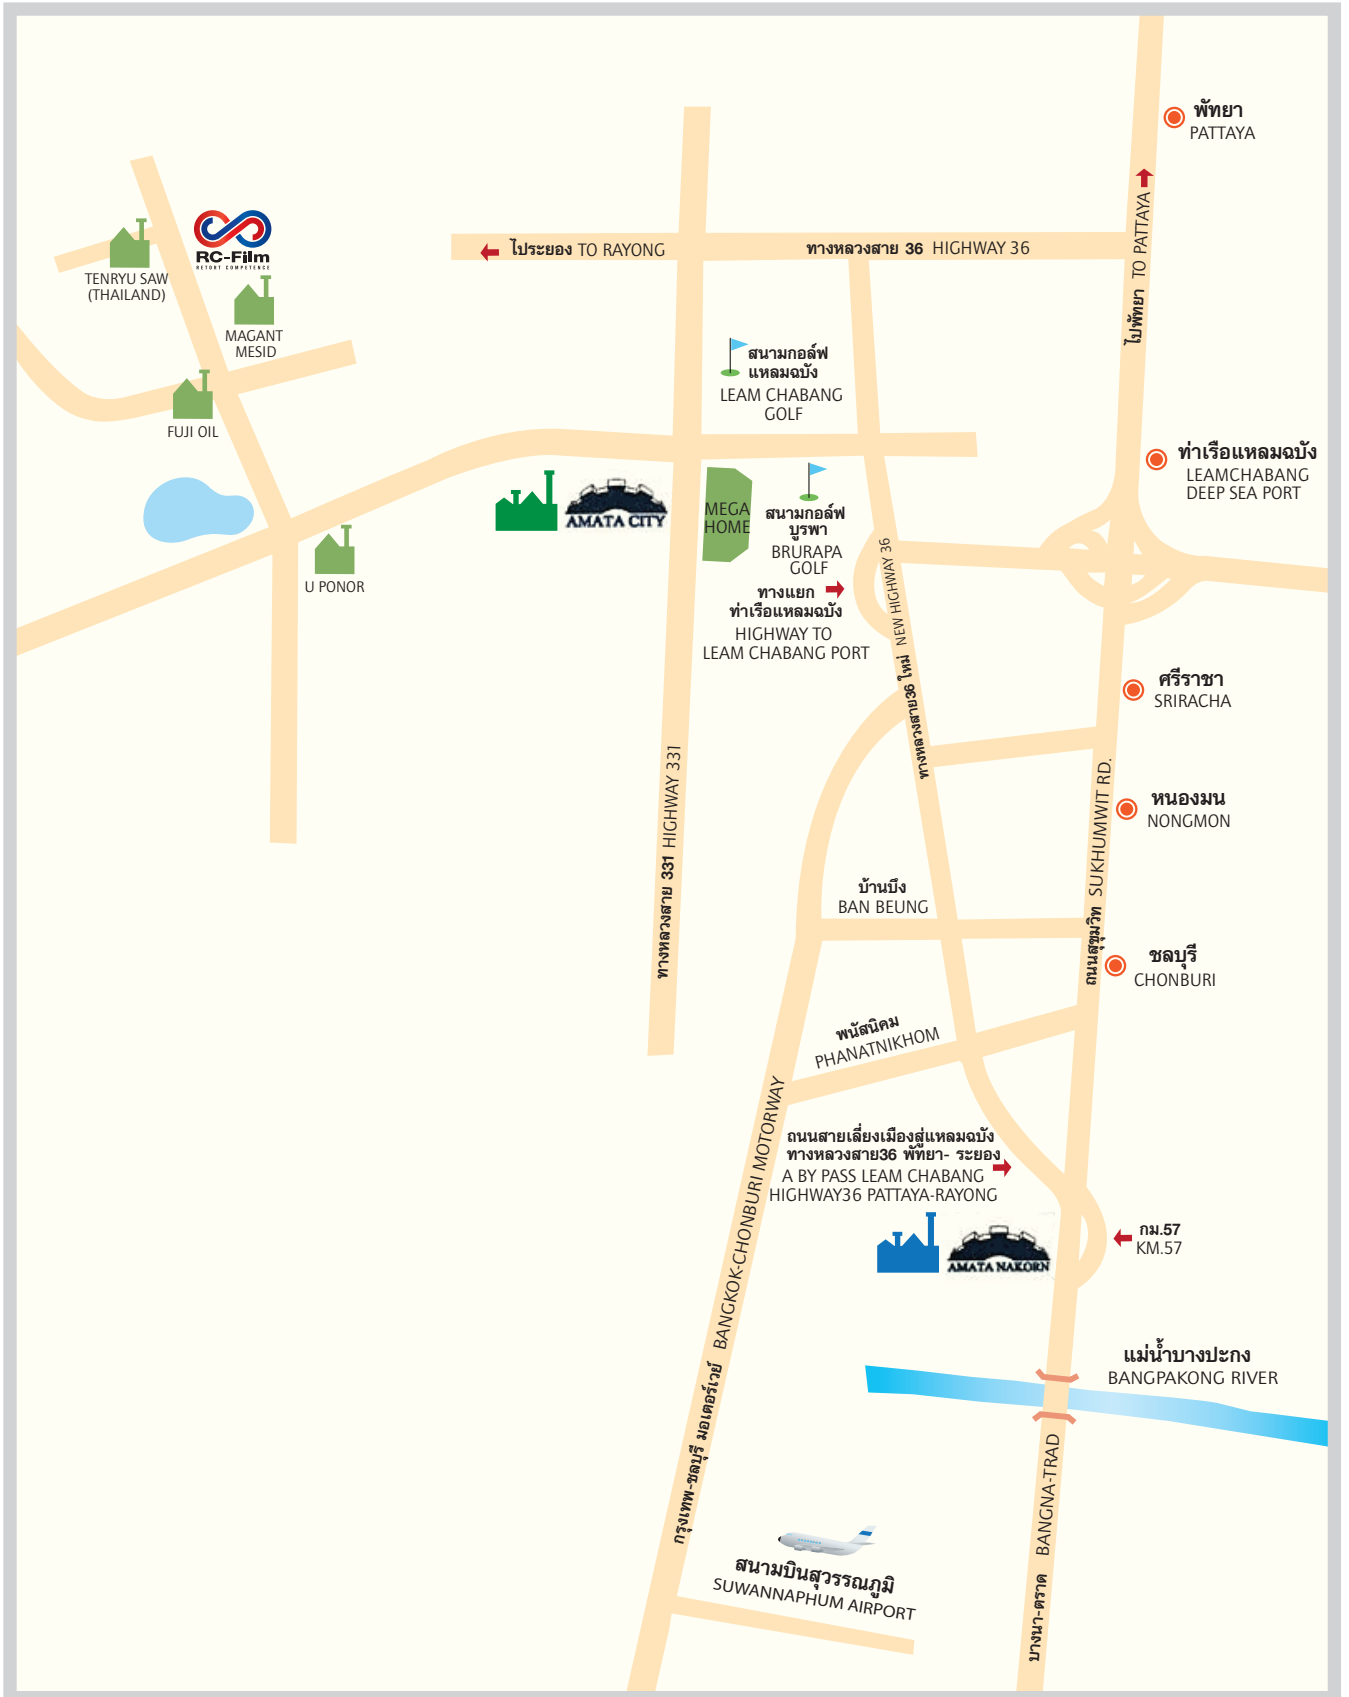 พัทยา
PATTAYA
RC-Film
RETORT COMPETENCE
TENRYU SAW
(THAILAND)
MAGANT
MESID
FUJI OIL
U PONOR
ไประยอง TO RAYONG
ทางหลวงสาย 36 HIGHWAY 36
ไปพัทยา TO PATTAYA
สนามกอล์ฟ
แหลมฉบัง
LEAM CHABANG
GOLF
ท่าเรือแหลมฉบัง
LEAMCHABANG
DEEP SEA PORT
AMATA CITY
MEGA
HOME
สนามกอล์ฟ
บูรพา
BRURAPA
GOLF
ทางแยก
ท่าเรือแหลมฉบัง
HIGHWAY TO
LEAM CHABANG PORT
ทางหลวงสาย36 ใหม่ NEW HIGHWAY 36
ศรีราชา
SRIRACHA
ทางหลวงสาย 331 HIGHWAY 331
หนองมน
NONGMON
ถนนสุขุมวิท SUKHUMWIT RD.
บ้านบึง
BAN BEUNG
ชลบุรี
CHONBURI
พนัสนิคม
PHANATNIKHOM
ถนนสายเลี่ยงเมืองสู่แหลมฉบัง
ทางหลวงสาย36 พัทยา- ระยอง
A BY PASS LEAM CHABANG
HIGHWAY36 PATTAYA-RAYONG
AMATA NAKORN
กม.57
KM.57
กรุงเทพ-ชลบุรี มอเตอร์เวย์ BANGKOK-CHONBURI MOTORWAY
แม่น้ำบางปะกง
BANGPAKONG RIVER
บางนา-ตราด BANGNA-TRAD
สนามบินสุวรรณภูมิ
SUWANNAPHUM AIRPORT